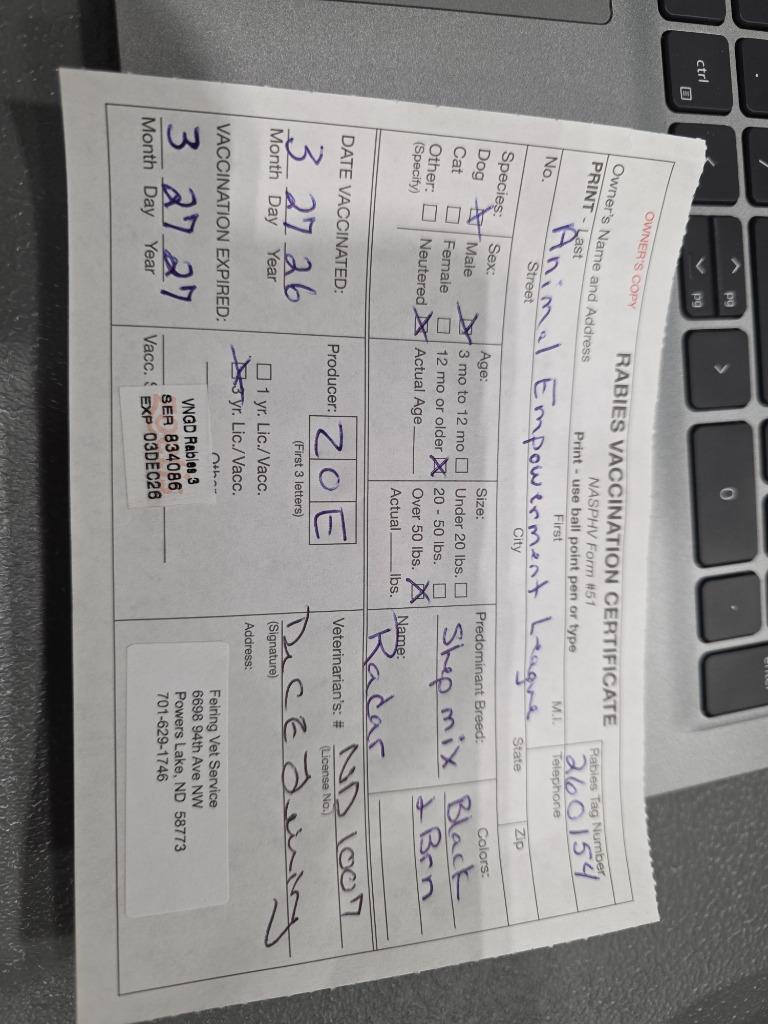 OWNER'S COPY
RABIES VACCINATION CERTIFICATE
NASPHV Form #51
Rabies Tag Number
260154
Owner's Name and Address
Print - use ball point pen or type
PRINT - Last
First
M.I.
Telephone
Animal Empowerment League
No.
Street
City
State
Zip
Species:
Dog
Cat
Other:
(Specify)
Sex:
Male
Female
Neutered
Age:
3 mo to 12 mo
12 mo or older
Actual Age
Size:
Under 20 lbs.
20 - 50 lbs.
Over 50 lbs.
Actual lbs.
Predominant Breed:
Shep mix
Name:
Radar
Colors:
Black
+ Brn
DATE VACCINATED:
3 27 26
Month Day Year
VACCINATION EXPIRED:
3 27 27
Month Day Year
Producer: ZOE
(First 3 letters)
1 yr. Lic./Vacc.
3 yr. Lic./Vacc.
Other
Vacc.
VNGD Rabies 3
SER 834086
EXP 03DEC26
Veterinarian's: # ND 1007
(License No.)
(Signature)
Address:
Feiring Vet Service
6698 94th Ave NW
Powers Lake, ND 58773
701-629-1746
ctrl
pg
pg
0
enter